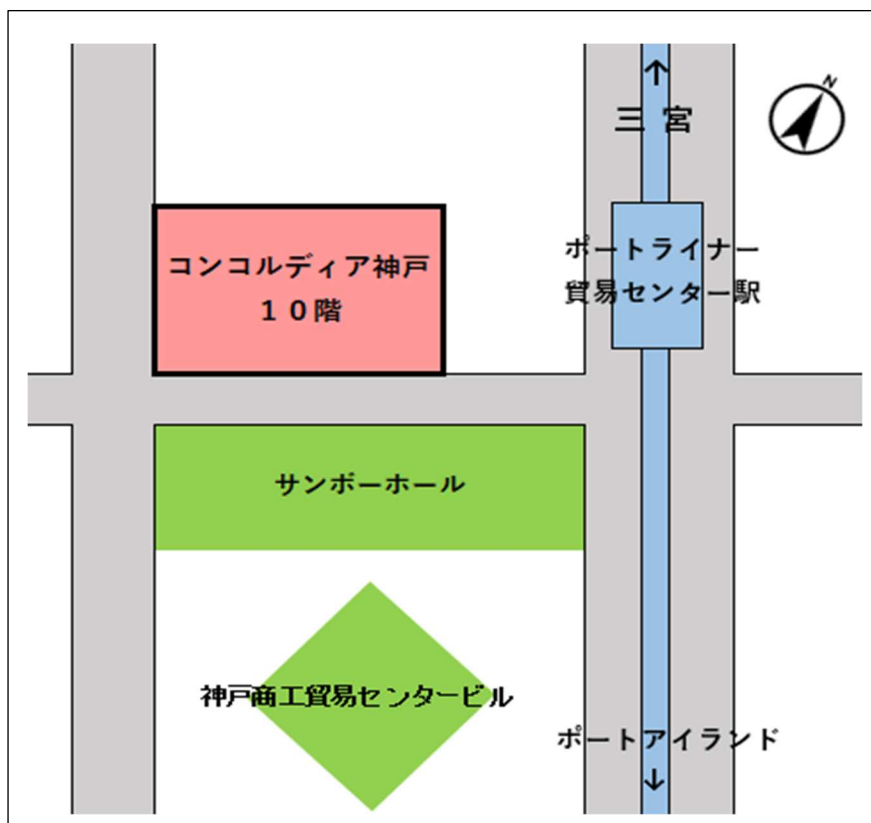 N
↑
三宮
コンコルディア神戸
１０階
ポートライナー
貿易センター駅
サンボーホール
神戸商工貿易センタービル
ポートアイランド
↓